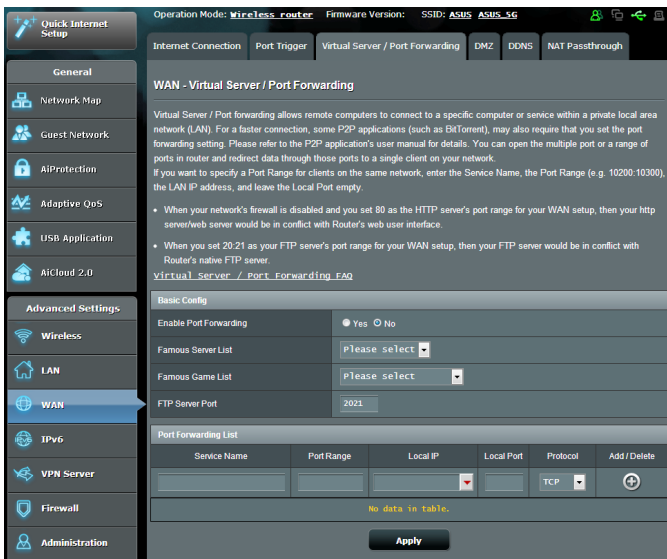 Quick Internet
Setup
Operation Mode: Wireless router Firmware Version: SSID: ASUS ASUS_5G
Internet Connection Port Trigger Virtual Server / Port Forwarding DMZ DDNS NAT Passthrough
General
Network Map
Guest Network
AiProtection
Adaptive QoS
USB Application
AiCloud 2.0
Advanced Settings
Wireless
LAN
WAN
IPv6
VPN Server
Firewall
Administration
WAN - Virtual Server / Port Forwarding
Virtual Server / Port forwarding allows remote computers to connect to a specific computer or service within a private local area
network (LAN). For a faster connection, some P2P applications (such as BitTorrent), may also require that you set the port
forwarding setting. Please refer to the P2P application's user manual for details. You can open the multiple port or a range of
ports in router and redirect data through those ports to a single client on your network.
If you want to specify a Port Range for clients on the same network, enter the Service Name, the Port Range (e.g. 10200:10300),
the LAN IP address, and leave the Local Port empty.
• When your network's firewall is disabled and you set 80 as the HTTP server's port range for your WAN setup, then your http
server/web server would be in conflict with Router's web user interface.
• When you set 20:21 as your FTP server's port range for your WAN setup, then your FTP server would be in conflict with
Router's native FTP server.
Virtual Server / Port Forwarding FAQ
Basic Config
Enable Port Forwarding Yes No
Famous Server List Please select
Famous Game List Please select
FTP Server Port 2021
Port Forwarding List
Service Name Port Range Local IP Local Port Protocol Add / Delete
TCP
No data in table.
Apply